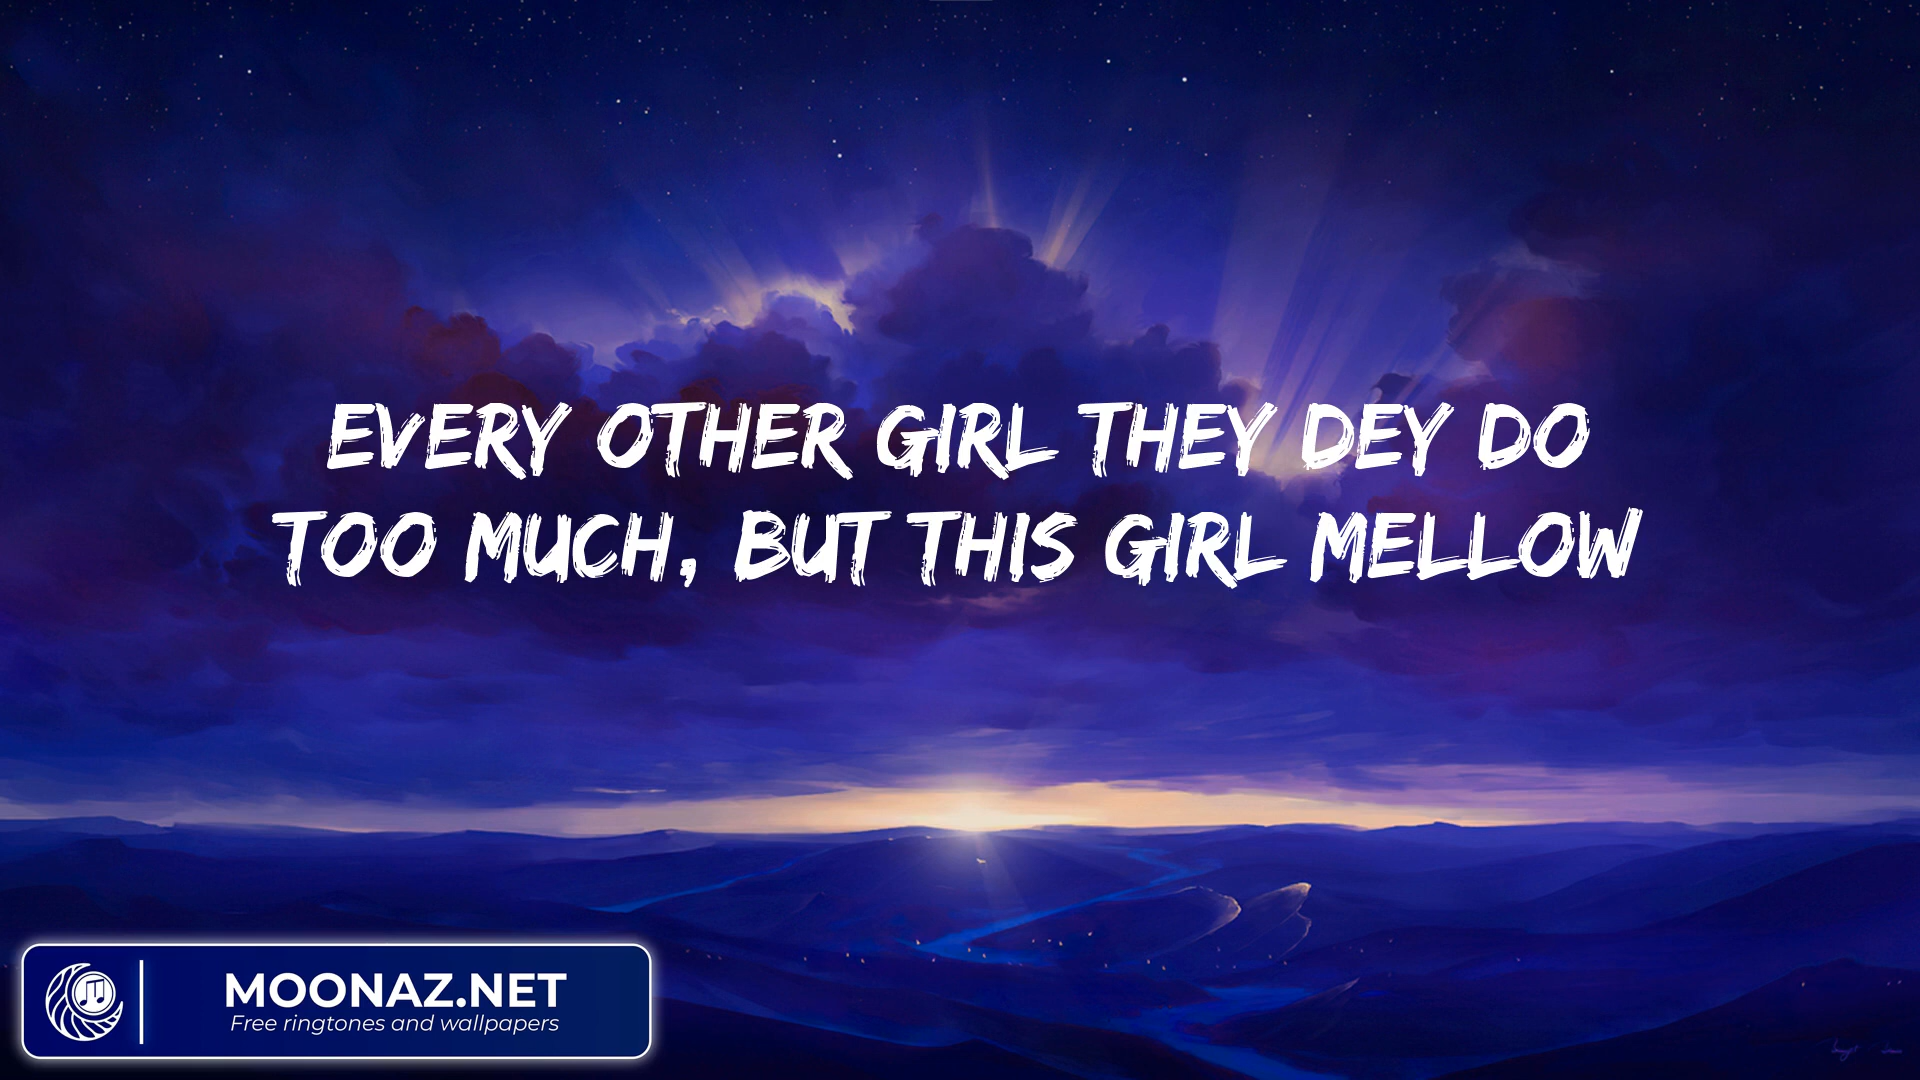 EVERY OTHER GIRL THEY DEY DO
TOO MUCH, BUT THIS GIRL MELLOW
MOONAZ.NET
Free ringtones and wallpapers